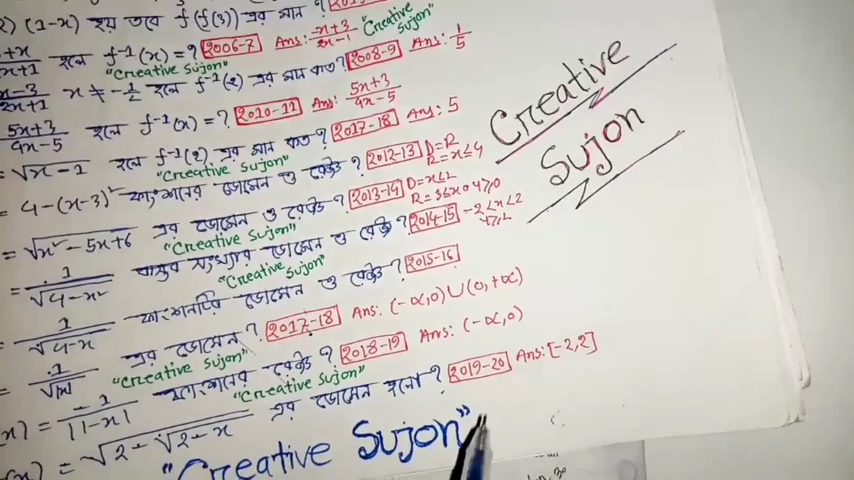 2) (1-x) হয় তবে f(f(3)) এর মান ?
+x/x+1 হলে f⁻¹(x) = ? 2006-7 Ans: -x+3/2x-1 "Creative Sujon"
"Creative Sujon"
x-3/2x+1 x ≠ -1/2 হলে f⁻¹(2) এর মান কত? 2008-9 Ans: 1/5
5x+3/4x-5 হলে f⁻¹(x) = ? 2010-11 Ans: 5x+3/4x-5
= √x-1 হলে f⁻¹(2) এর মান কত ? 2017-18 Ans: 5
"Creative Sujon"
= 4-(x-3)² ফাংশনের ডোমেন ও রেঞ্জ ? 2012-13 D=R R=x≤4
= √x²-5x+6 এর ডোমেন ও রেঞ্জ ? 2013-14
"Creative Sujon"
= 1/√4-x² বাস্তব সংখ্যার ডোমেন ও রেঞ্জ ? 2014-15 -2<x<2
"Creative Sujon"
= 1/√4-x ফাংশনটির ডোমেন ও রেঞ্জ ? 2015-16
= 1/√|x| এর ডোমেন ? 2017-18 Ans: (-∝,0)∪(0,+∝)
"Creative Sujon"
x) = -1/|1-x| ফাংশনের রেঞ্জ ? 2018-19 Ans: (-∝,0)
"Creative Sujon"
(x) = √2-√2-x এর ডোমেন হলো ? 2019-20 Ans: [-2,2]
"Creative Sujon"
Creative
Sujon